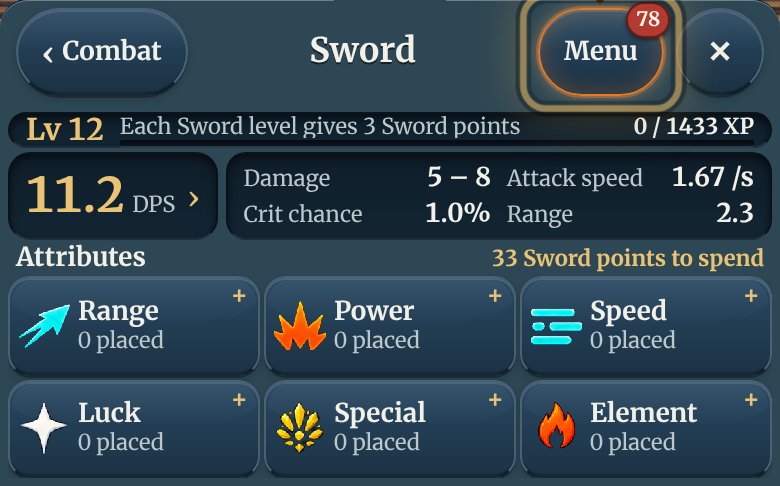 ‹ Combat
Sword
Menu
78
×
Lv 12
Each Sword level gives 3 Sword points
0 / 1433 XP
11.2 DPS ›
Damage 5 – 8
Attack speed 1.67 /s
Crit chance 1.0%
Range 2.3
Attributes
33 Sword points to spend
Range +
0 placed
Power +
0 placed
Speed +
0 placed
Luck +
0 placed
Special +
0 placed
Element +
0 placed